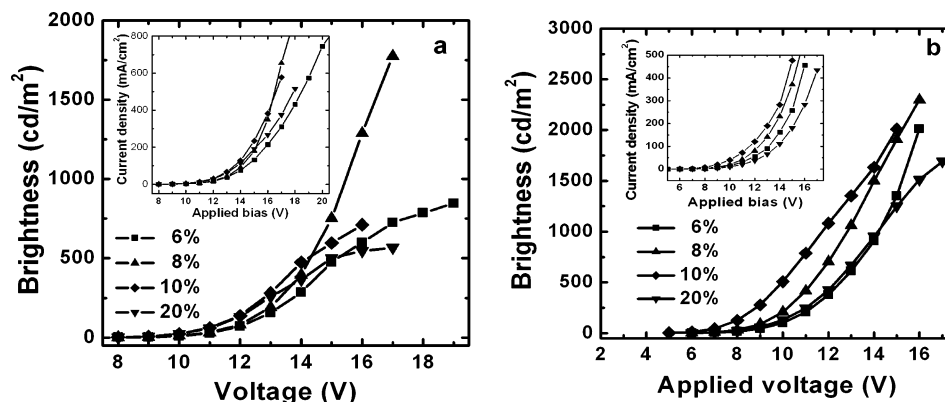 a
Brightness (cd/m²)
2000
1750
1500
1250
1000
750
500
250
0
8 10 12 14 16 18
Voltage (V)
Current density (mA/cm²)
800
600
400
200
0
8 10 12 14 16 18 20
Applied bias (V)
6%
8%
10%
20%
b
Brightness (cd/m²)
3000
2500
2000
1500
1000
500
0
2 4 6 8 10 12 14 16
Applied voltage (V)
Current density (mA/cm²)
500
400
300
200
100
0
6 8 10 12 14 16
Applied bias (V)
6%
8%
10%
20%